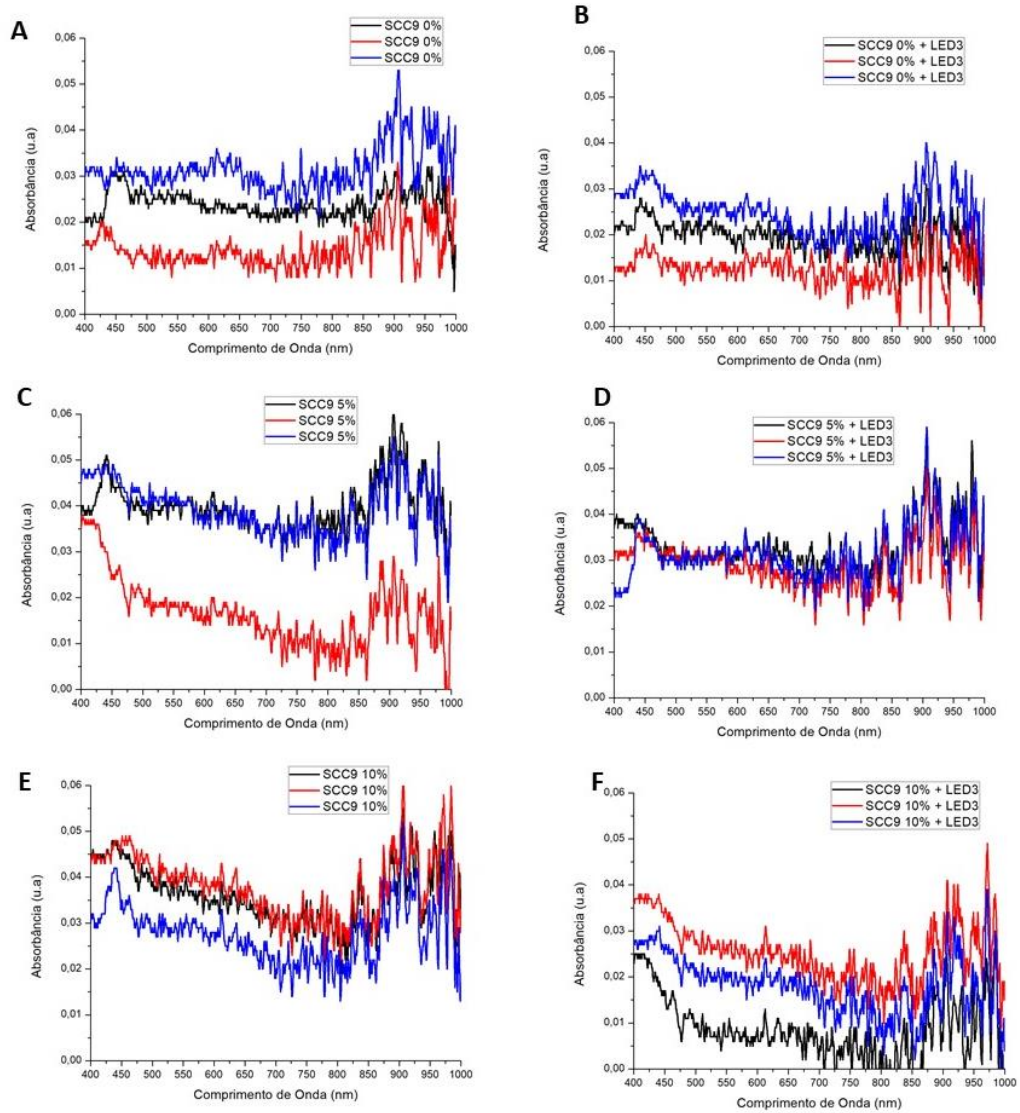 A
SCC9 0%
SCC9 0%
SCC9 0%
0,06
0,05
0,04
0,03
0,02
0,01
0,00
Absorbância (u.a)
400 450 500 550 600 650 700 750 800 850 900 950 1000
Comprimento de Onda (nm)
B
SCC9 0% + LED3
SCC9 0% + LED3
SCC9 0% + LED3
0,06
0,05
0,04
0,03
0,02
0,01
0,00
Absorbância (u.a)
400 450 500 550 600 650 700 750 800 850 900 950 1000
Comprimento de Onda (nm)
C
SCC9 5%
SCC9 5%
SCC9 5%
0,06
0,05
0,04
0,03
0,02
0,01
0,00
Absorbância (u.a)
400 450 500 550 600 650 700 750 800 850 900 950 1000
Comprimento de Onda (nm)
D
SCC9 5% + LED3
SCC9 5% + LED3
SCC9 5% + LED3
0,06
0,05
0,04
0,03
0,02
0,01
0,00
Absorbância (u.a)
400 450 500 550 600 650 700 750 800 850 900 950 1000
Comprimento de Onda (nm)
E
SCC9 10%
SCC9 10%
SCC9 10%
0,06
0,05
0,04
0,03
0,02
0,01
0,00
Absorbância (u.a)
400 450 500 550 600 650 700 750 800 850 900 950 1000
Comprimento de Onda (nm)
F
SCC9 10% + LED3
SCC9 10% + LED3
SCC9 10% + LED3
0,06
0,05
0,04
0,03
0,02
0,01
0,00
Absorbância (u.a)
400 450 500 550 600 650 700 750 800 850 900 950 1000
Comprimento de Onda (nm)